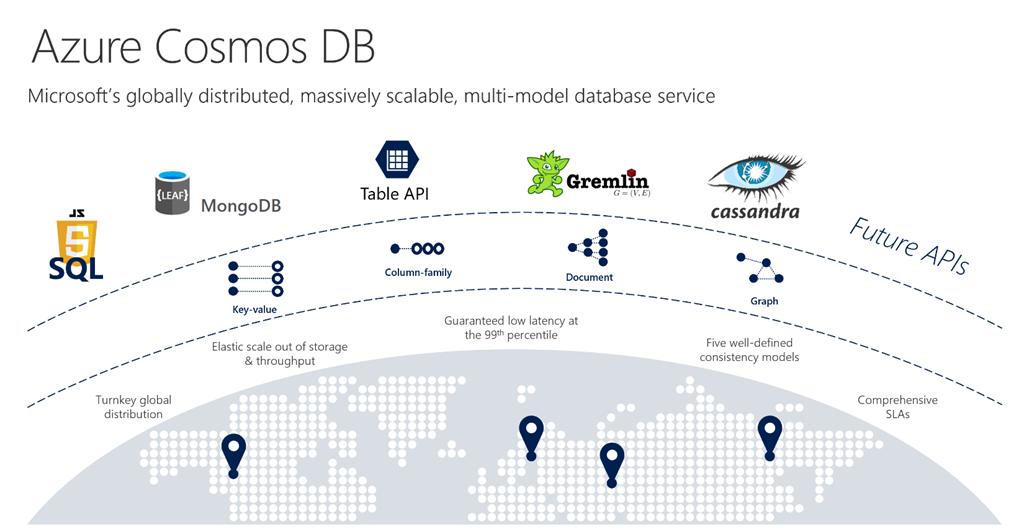 Azure Cosmos DB
Microsoft's globally distributed, massively scalable, multi-model database service
JS
5
SQL
{LEAF}
MongoDB
Table API
Gremlin
G = (V, E)
cassandra
Future APIs
Key-value
Column-family
Document
Graph
Turnkey global
distribution
Elastic scale out of storage
& throughput
Guaranteed low latency at
the 99th percentile
Five well-defined
consistency models
Comprehensive
SLAs